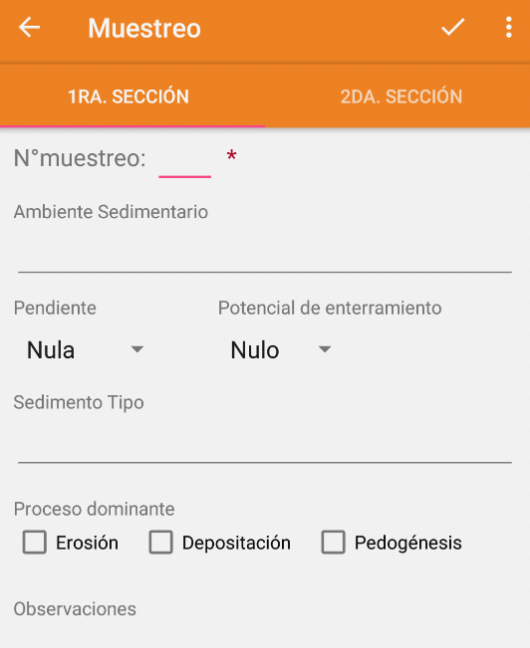 Muestreo
1RA. SECCIÓN 2DA. SECCIÓN
N°muestreo: *
Ambiente Sedimentario
Pendiente Potencial de enterramiento
Nula Nulo
Sedimento Tipo
Proceso dominante
Erosión Depositación Pedogénesis
Observaciones